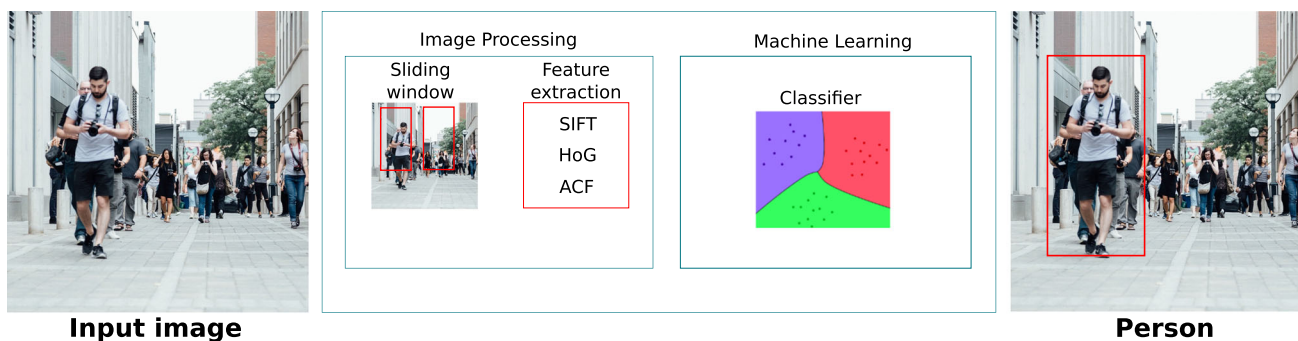 Image Processing
Machine Learning
Sliding
window
Feature
extraction
SIFT
HoG
ACF
Classifier
Input image
Person